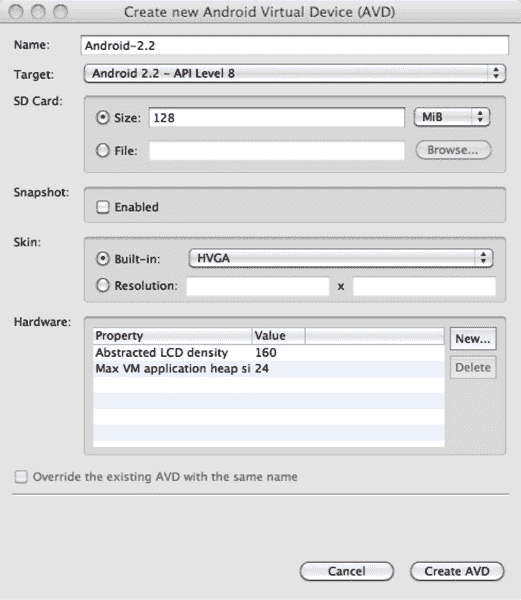 Create new Android Virtual Device (AVD)
Name: Android-2.2
Target: Android 2.2 – API Level 8
SD Card:
Size: 128 MiB
File: Browse...
Snapshot:
Enabled
Skin:
Built-in: HVGA
Resolution: x
Hardware:
Property Value New...
Abstracted LCD density 160
Max VM application heap si 24 Delete
Override the existing AVD with the same name
Cancel Create AVD